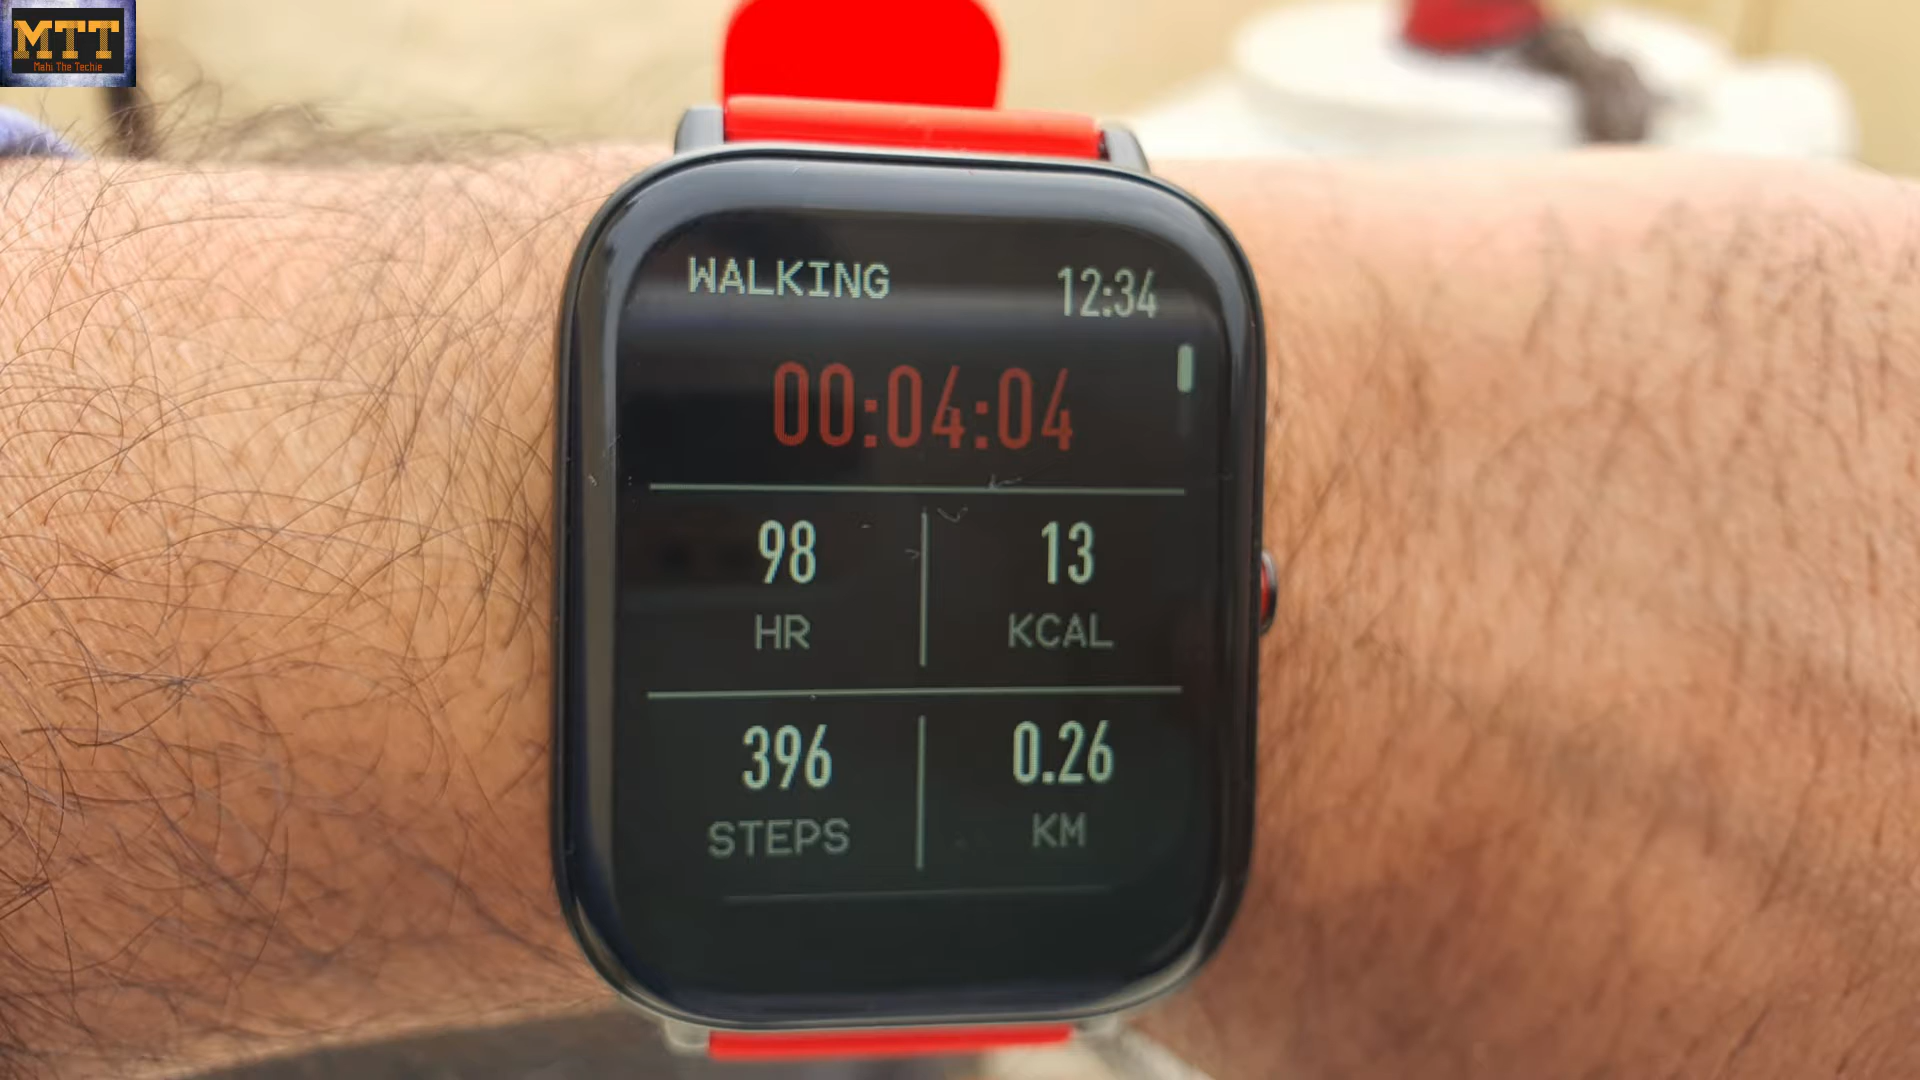 MTT
Mahi The Techie
WALKING 12:34
00:04:04
98 13
HR KCAL
396 0.26
STEPS KM